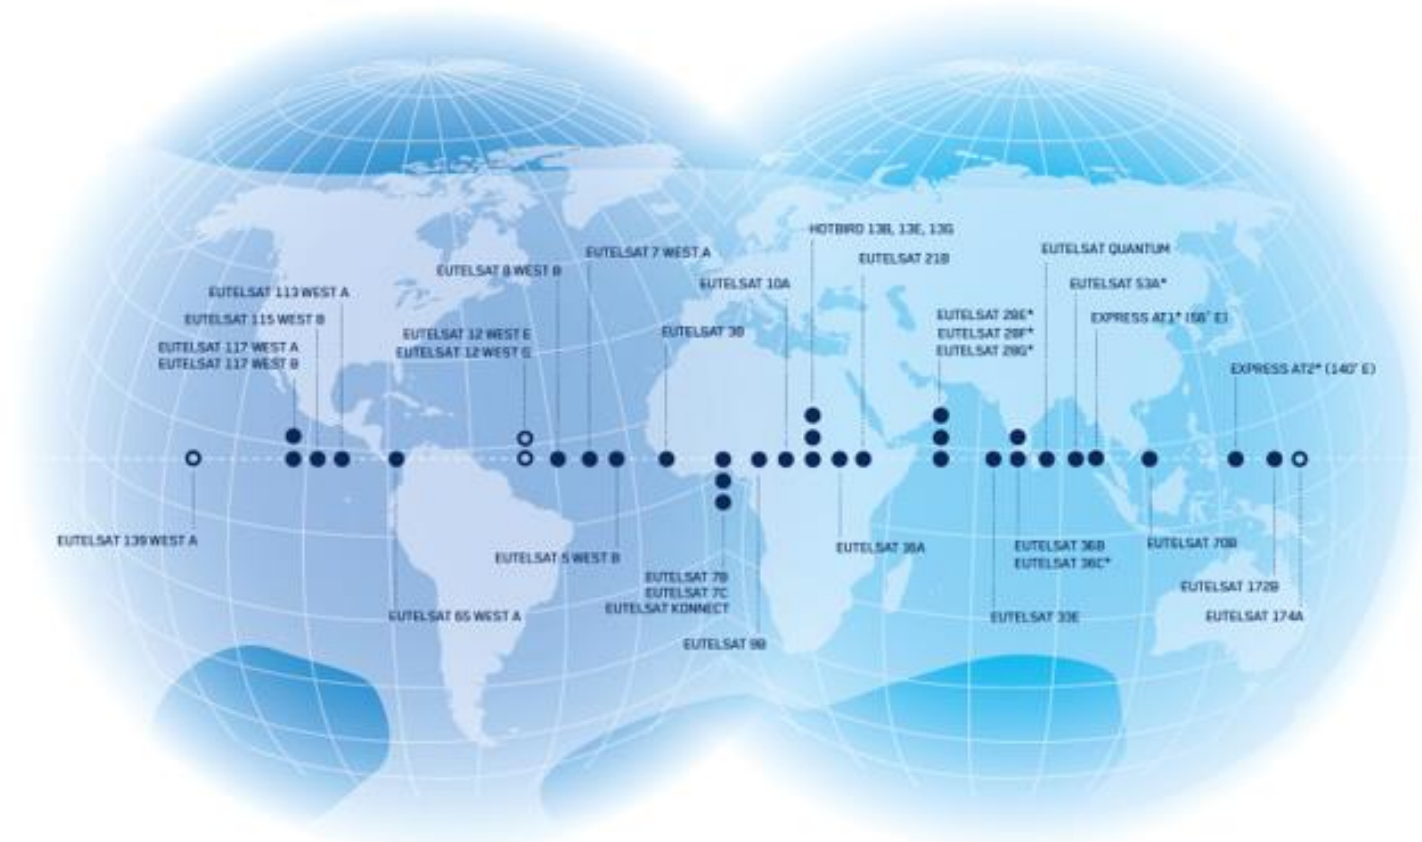 HOTBIRD 13B, 13E, 13G
EUTELSAT 7 WEST A
EUTELSAT QUANTUM
EUTELSAT 21B
EUTELSAT 8 WEST B
EUTELSAT 10A
EUTELSAT 53A*
EUTELSAT 113 WEST A
EUTELSAT 115 WEST B
EUTELSAT 28E*
EUTELSAT 28F*
EUTELSAT 28G*
EXPRESS AT1* (56° E)
EUTELSAT 12 WEST E
EUTELSAT 12 WEST G
EUTELSAT 3B
EUTELSAT 117 WEST A
EUTELSAT 117 WEST B
EXPRESS AT2* (140° E)
EUTELSAT 139 WEST A
EUTELSAT 5 WEST B
EUTELSAT 16A
EUTELSAT 36B
EUTELSAT 36C*
EUTELSAT 70B
EUTELSAT 7B
EUTELSAT 7C
EUTELSAT KONNECT
EUTELSAT 172B
EUTELSAT 65 WEST A
EUTELSAT 33E
EUTELSAT 174A
EUTELSAT 9B